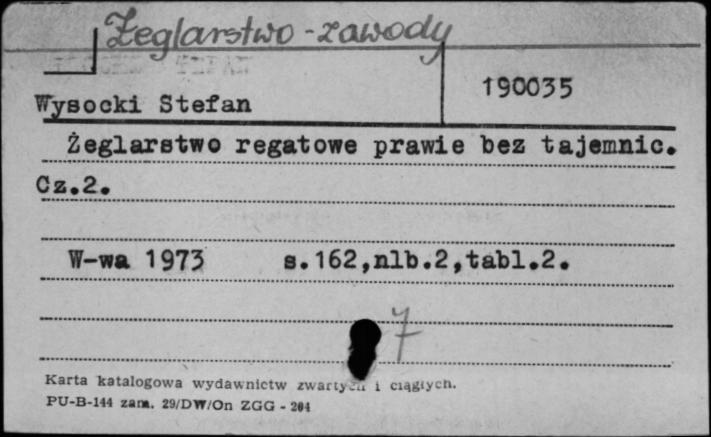 Żeglarstwo - zawody
190035
Wysocki Stefan
Żeglarstwo regatowe prawie bez tajemnic.
Cz.2.
W-wa 1973 s.162,nlb.2,tabl.2.
7
Karta katalogowa wydawnictw zwartych i ciągłych.
PU-B-144 zam. 29/DW/On ZGG - 204